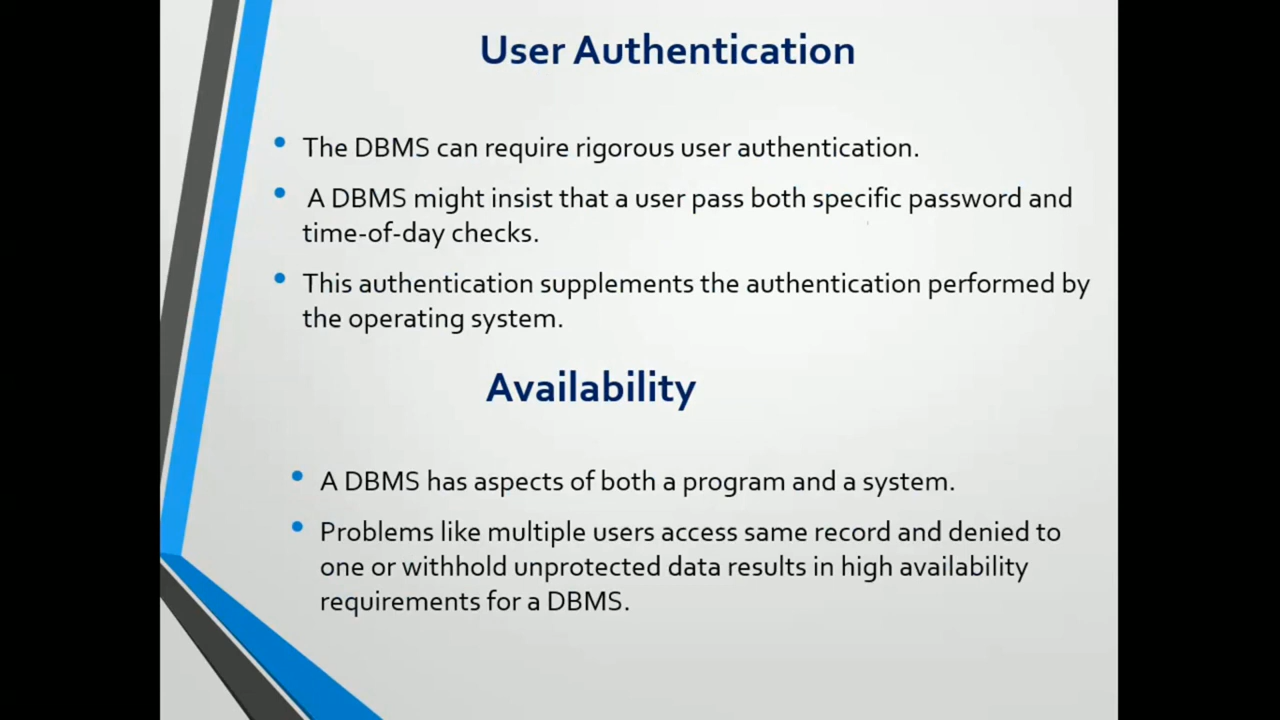 User Authentication
The DBMS can require rigorous user authentication.
A DBMS might insist that a user pass both specific password and
time-of-day checks.
This authentication supplements the authentication performed by
the operating system.
Availability
A DBMS has aspects of both a program and a system.
Problems like multiple users access same record and denied to
one or withhold unprotected data results in high availability
requirements for a DBMS.